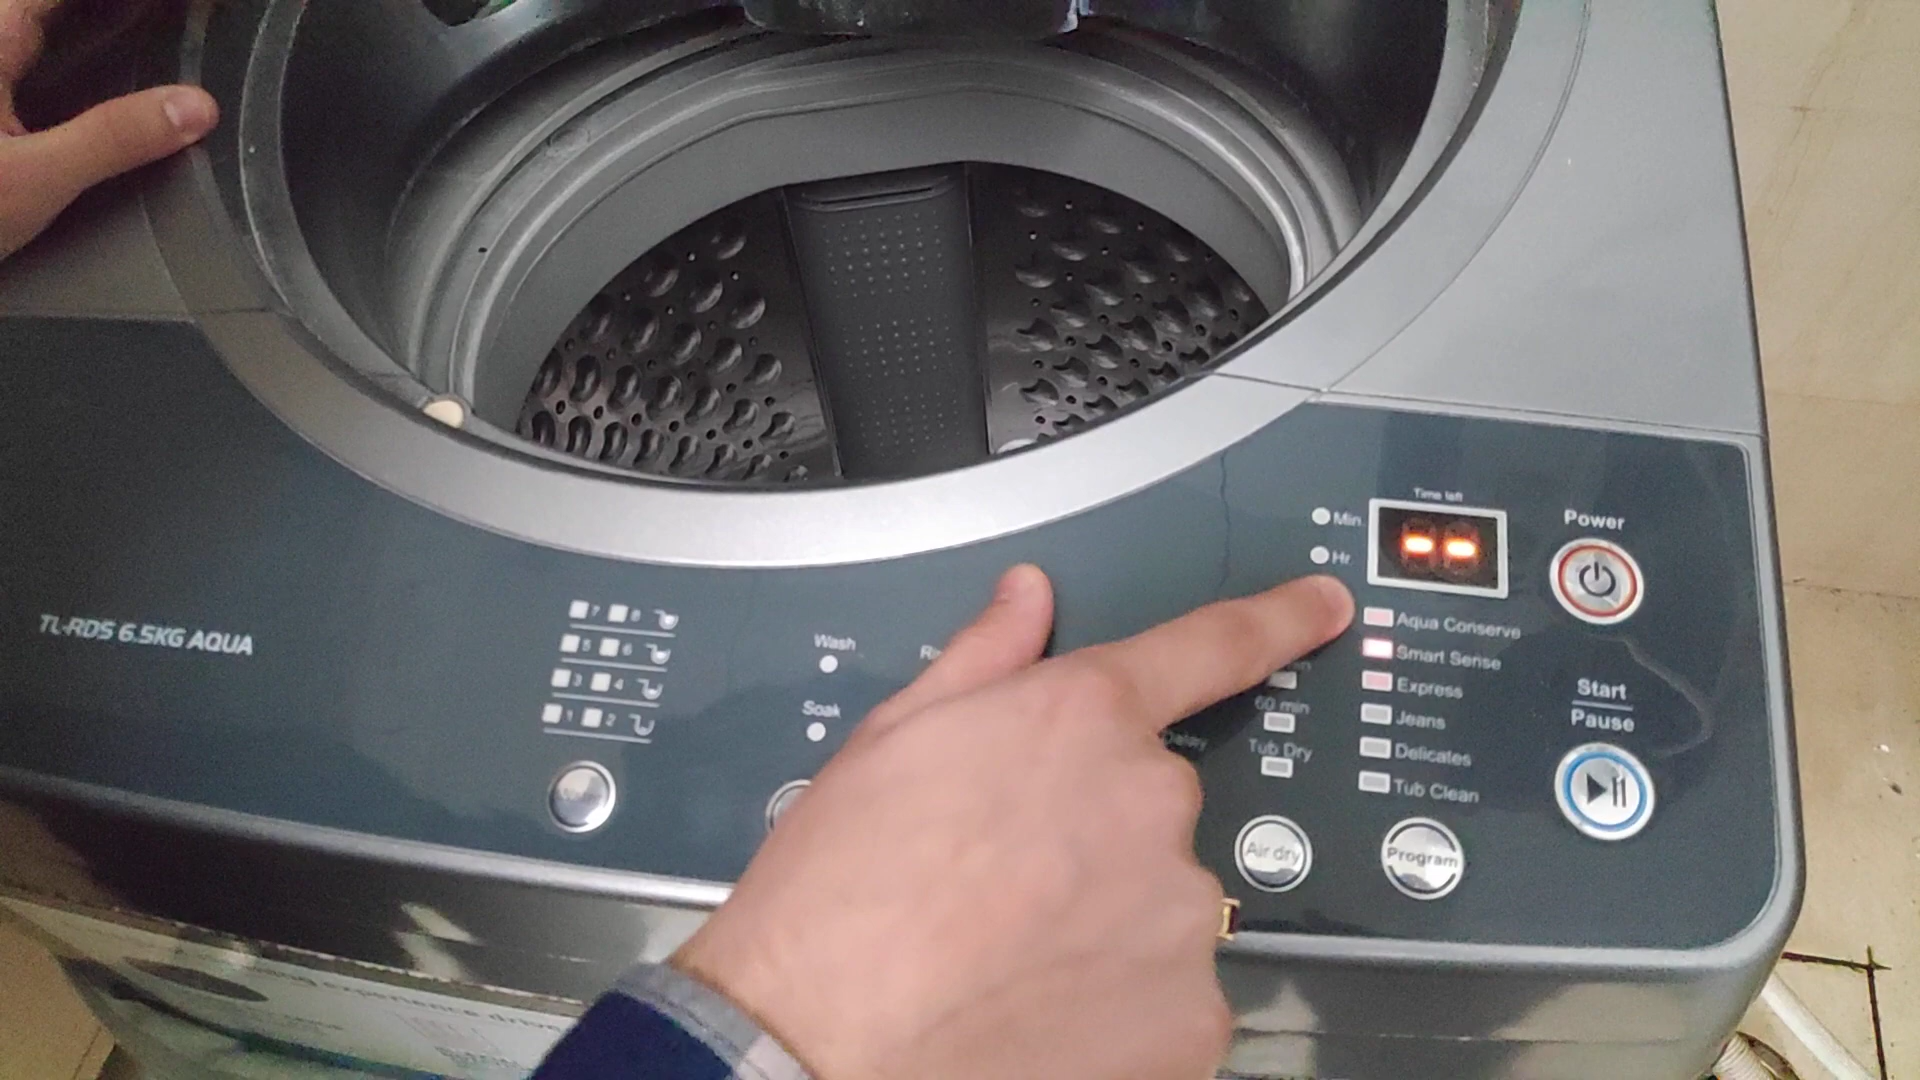 Time left
Min
Hr
Power
TL-RDS 6.5KG AQUA
7 8
5 6
3 4
1 2
Wash
Soak
60 min
Tub Dry
Delay
Air dry
Aqua Conserve
Smart Sense
Express
Jeans
Delicates
Tub Clean
Program
Start
Pause
experience